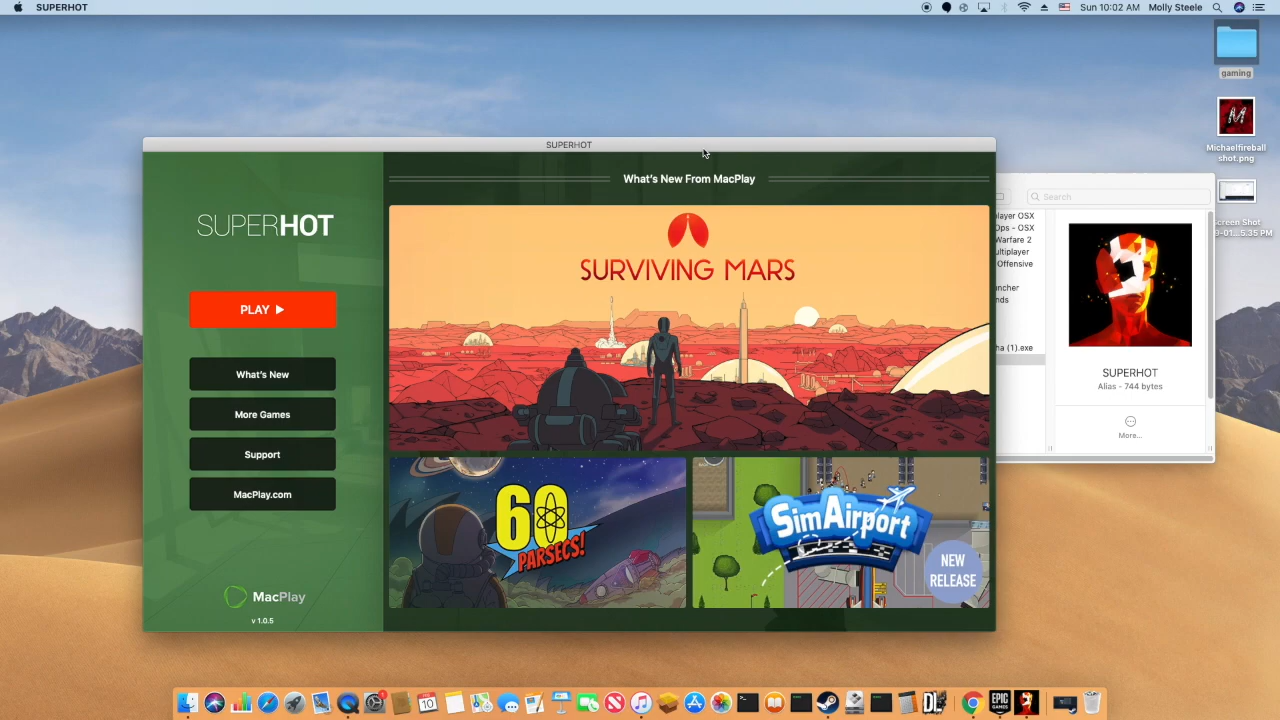 SUPERHOT
Sun 10:02 AM
Molly Steele
gaming
Michaelfireball
shot.png
SUPERHOT
What's New From MacPlay
SUPERHOT
PLAY
What's New
More Games
Support
MacPlay.com
MacPlay
v 1.0.5
SURVIVING MARS
60
PARSECS!
SimAirport
NEW
RELEASE
Search
player OSX
Ops - OSX
Warfare 2
ultiplayer
Offensive
uncher
nds
ha (1).exe
SUPERHOT
Alias - 744 bytes
More...
creen Shot
9-01...5.35 PM
10
1
EPIC
GAMES